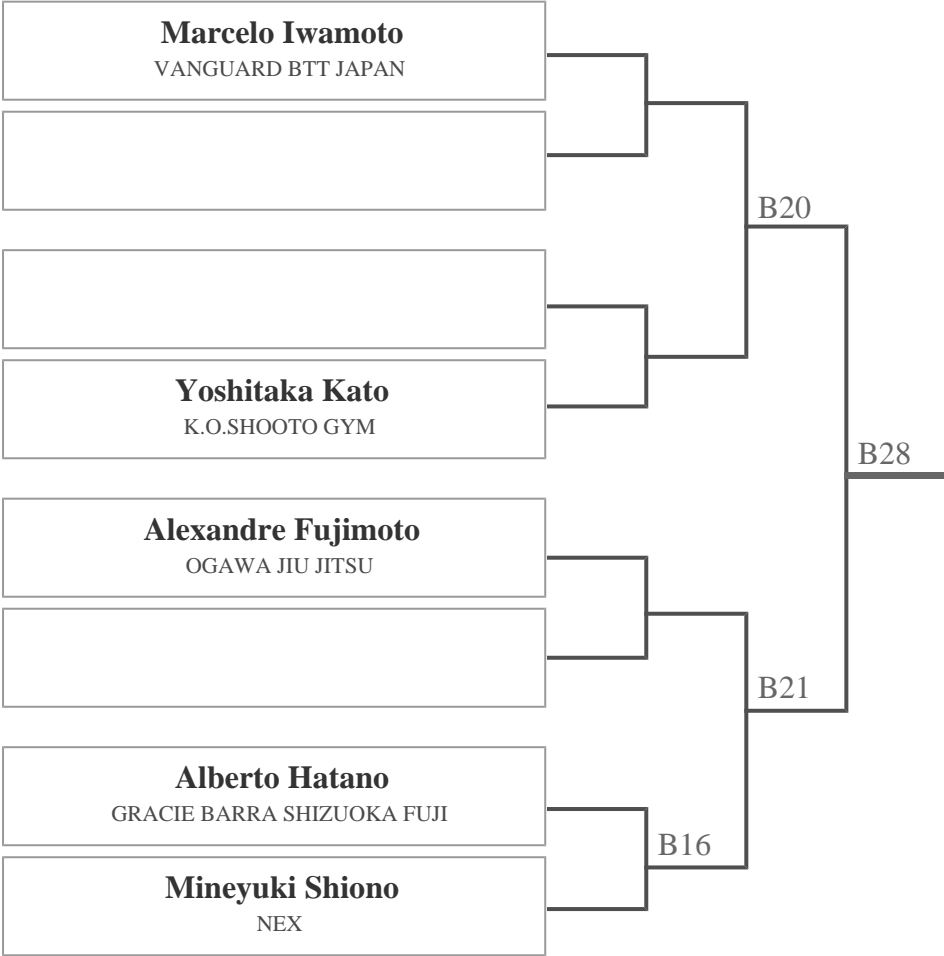 Marcelo Iwamoto
VANGUARD BTT JAPAN
B20
Yoshitaka Kato
K.O.SHOOTO GYM
B28
Alexandre Fujimoto
OGAWA JIU JITSU
B21
Alberto Hatano
GRACIE BARRA SHIZUOKA FUJI
B16
Mineyuki Shiono
NEX